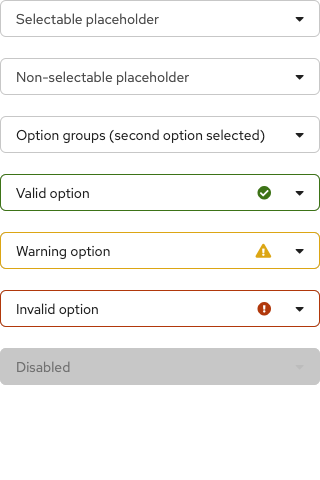 Selectable placeholder
Non-selectable placeholder
Option groups (second option selected)
Valid option
Warning option
Invalid option
Disabled